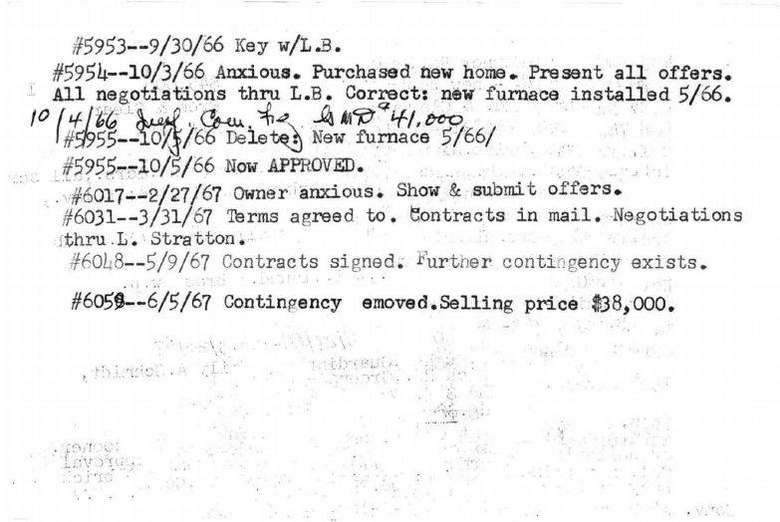 #5953--9/30/66 Key w/L.B.
#5954--10/3/66 Anxious. Purchased new home. Present all offers.
All negotiations thru L.B. Correct: new furnace installed 5/66.
10/4/66 41,000
#5955--10/5/66 Delete: New furnace 5/66/
#5955--10/5/66 Now APPROVED.
#6017--2/27/67 Owner anxious. Show & submit offers.
#6031--3/31/67 Terms agreed to. Contracts in mail. Negotiations
thru L. Stratton.
#6048--5/9/67 Contracts signed. Further contingency exists.
#6059--6/5/67 Contingency emoved.Selling price $38,000.